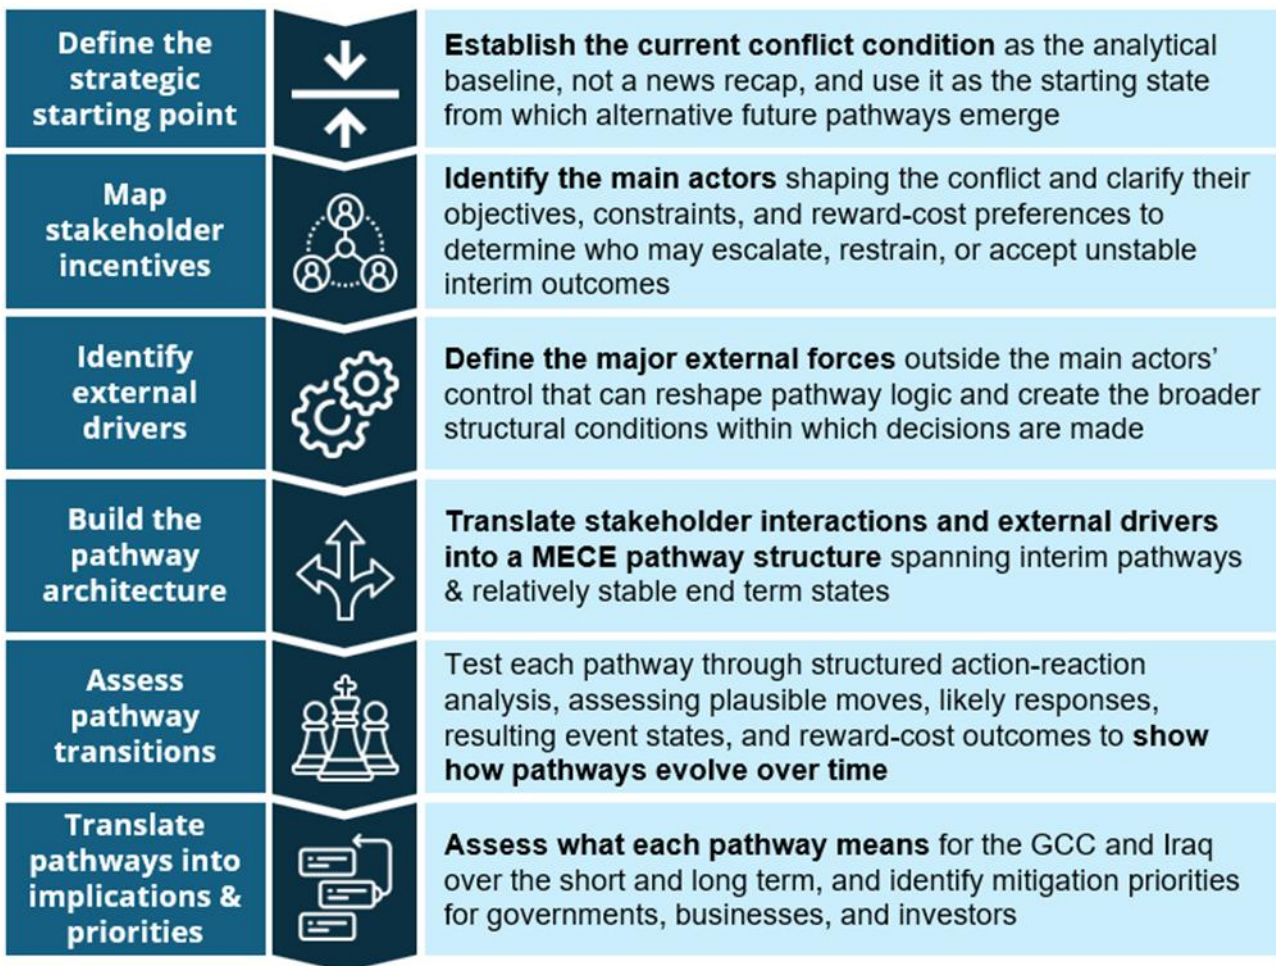 Define the
strategic
starting point
Establish the current conflict condition as the analytical
baseline, not a news recap, and use it as the starting state
from which alternative future pathways emerge
Map
stakeholder
incentives
Identify the main actors shaping the conflict and clarify their
objectives, constraints, and reward-cost preferences to
determine who may escalate, restrain, or accept unstable
interim outcomes
Identify
external
drivers
Define the major external forces outside the main actors’
control that can reshape pathway logic and create the broader
structural conditions within which decisions are made
Build the
pathway
architecture
Translate stakeholder interactions and external drivers
into a MECE pathway structure spanning interim pathways
& relatively stable end term states
Assess
pathway
transitions
Test each pathway through structured action-reaction
analysis, assessing plausible moves, likely responses,
resulting event states, and reward-cost outcomes to show
how pathways evolve over time
Translate
pathways into
implications &
priorities
Assess what each pathway means for the GCC and Iraq
over the short and long term, and identify mitigation priorities
for governments, businesses, and investors